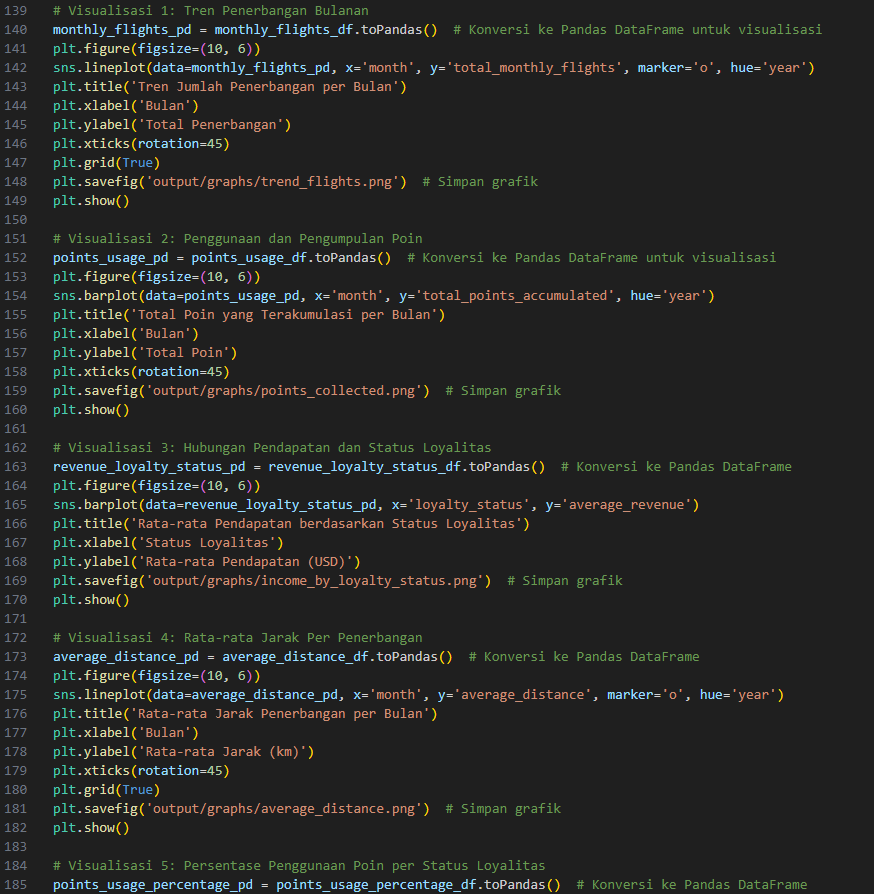 139 # Visualisasi 1: Tren Penerbangan Bulanan
140 monthly_flights_pd = monthly_flights_df.toPandas()  # Konversi ke Pandas DataFrame untuk visualisasi
141 plt.figure(figsize=(10, 6))
142 sns.lineplot(data=monthly_flights_pd, x='month', y='total_monthly_flights', marker='o', hue='year')
143 plt.title('Tren Jumlah Penerbangan per Bulan')
144 plt.xlabel('Bulan')
145 plt.ylabel('Total Penerbangan')
146 plt.xticks(rotation=45)
147 plt.grid(True)
148 plt.savefig('output/graphs/trend_flights.png')  # Simpan grafik
149 plt.show()
150
151 # Visualisasi 2: Penggunaan dan Pengumpulan Poin
152 points_usage_pd = points_usage_df.toPandas()  # Konversi ke Pandas DataFrame untuk visualisasi
153 plt.figure(figsize=(10, 6))
154 sns.barplot(data=points_usage_pd, x='month', y='total_points_accumulated', hue='year')
155 plt.title('Total Poin yang Terakumulasi per Bulan')
156 plt.xlabel('Bulan')
157 plt.ylabel('Total Poin')
158 plt.xticks(rotation=45)
159 plt.savefig('output/graphs/points_collected.png')  # Simpan grafik
160 plt.show()
161
162 # Visualisasi 3: Hubungan Pendapatan dan Status Loyalitas
163 revenue_loyalty_status_pd = revenue_loyalty_status_df.toPandas()  # Konversi ke Pandas DataFrame
164 plt.figure(figsize=(10, 6))
165 sns.barplot(data=revenue_loyalty_status_pd, x='loyalty_status', y='average_revenue')
166 plt.title('Rata-rata Pendapatan berdasarkan Status Loyalitas')
167 plt.xlabel('Status Loyalitas')
168 plt.ylabel('Rata-rata Pendapatan (USD)')
169 plt.savefig('output/graphs/income_by_loyalty_status.png')  # Simpan grafik
170 plt.show()
171
172 # Visualisasi 4: Rata-rata Jarak Per Penerbangan
173 average_distance_pd = average_distance_df.toPandas()  # Konversi ke Pandas DataFrame
174 plt.figure(figsize=(10, 6))
175 sns.lineplot(data=average_distance_pd, x='month', y='average_distance', marker='o', hue='year')
176 plt.title('Rata-rata Jarak Penerbangan per Bulan')
177 plt.xlabel('Bulan')
178 plt.ylabel('Rata-rata Jarak (km)')
179 plt.xticks(rotation=45)
180 plt.grid(True)
181 plt.savefig('output/graphs/average_distance.png')  # Simpan grafik
182 plt.show()
183
184 # Visualisasi 5: Persentase Penggunaan Poin per Status Loyalitas
185 points_usage_percentage_pd = points_usage_percentage_df.toPandas()  # Konversi ke Pandas DataFrame